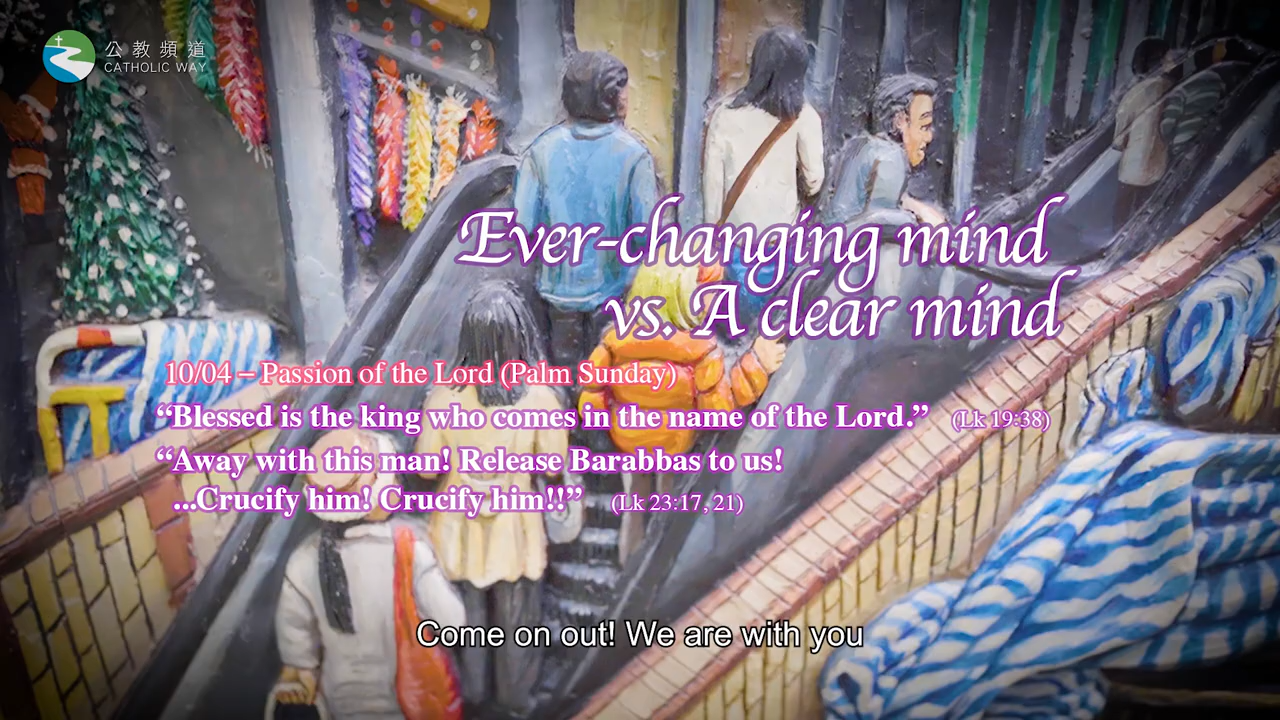 公教頻道
CATHOLIC WAY
Ever-changing mind
vs. A clear mind
10/04 – Passion of the Lord (Palm Sunday)
“Blessed is the king who comes in the name of the Lord.” (Lk 19:38)
“Away with this man! Release Barabbas to us!
...Crucify him! Crucify him!!” (Lk 23:17, 21)
Come on out! We are with you